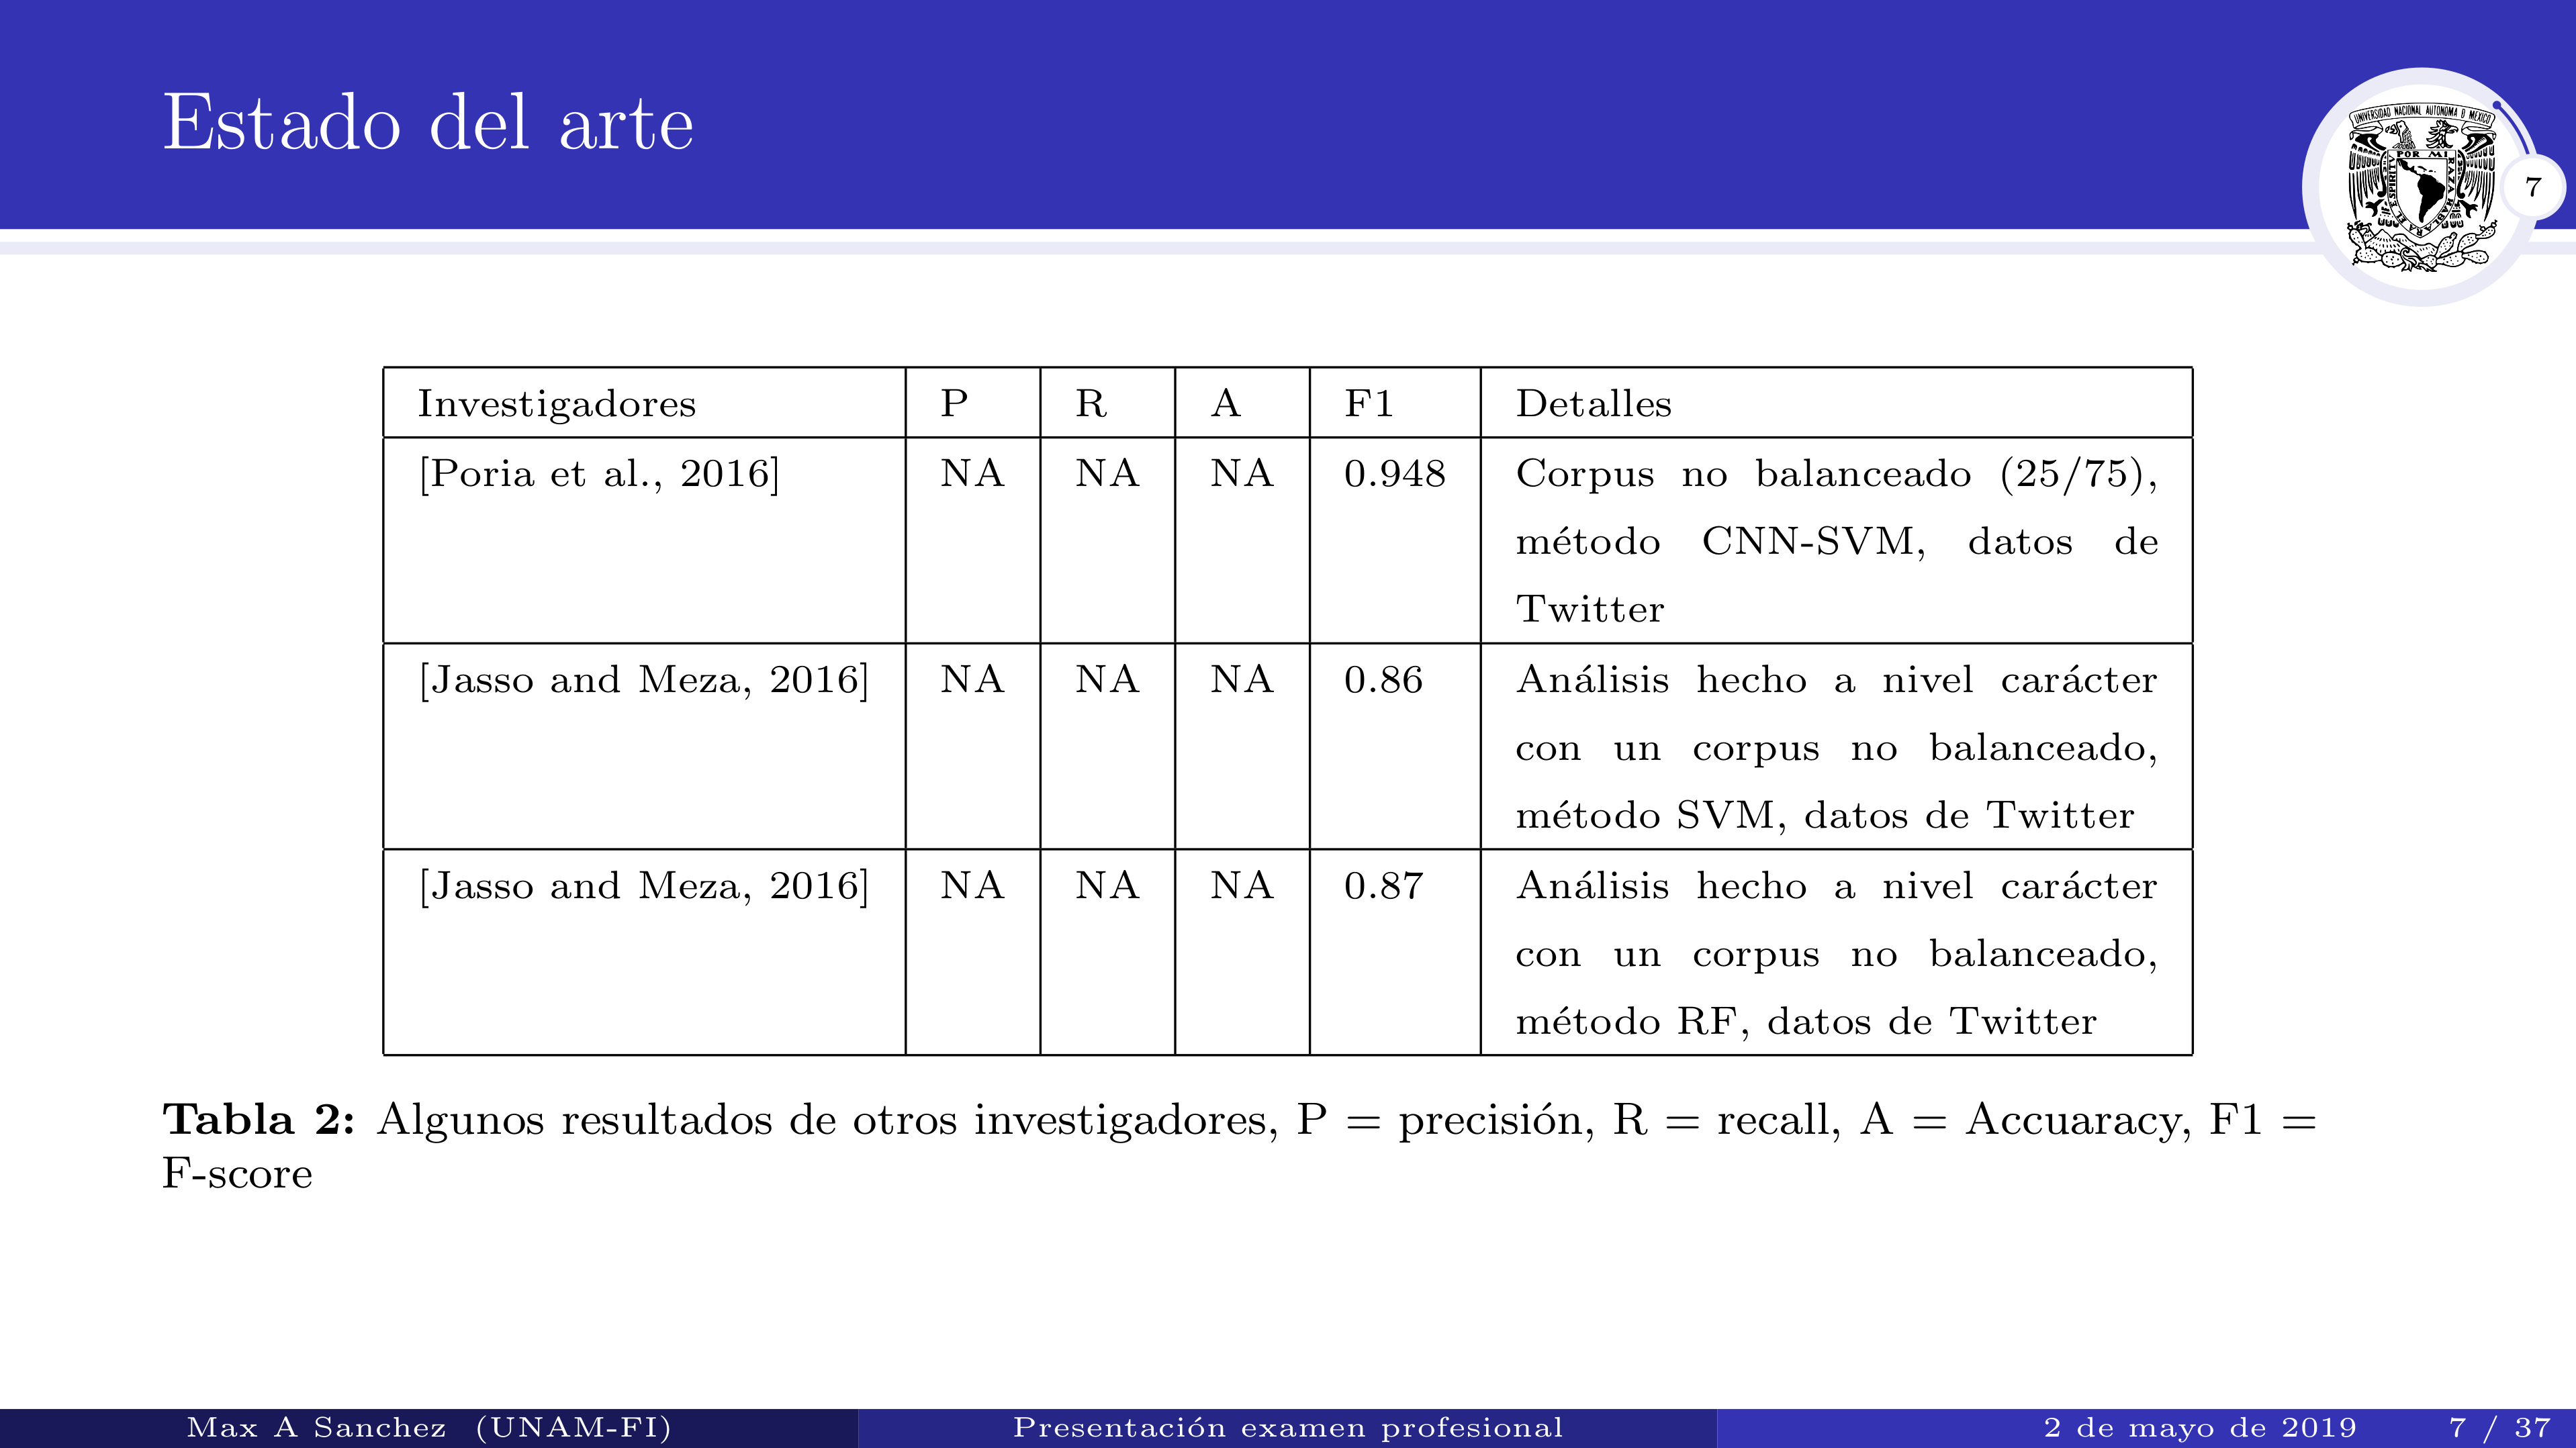 Estado del arte
UNIVERSIDAD NACIONAL AUTONOMA D MEXICO
POR MI RAZA HABLARA EL ESPIRITU
7
Investigadores P R A F1 Detalles
[Poria et al., 2016] NA NA NA 0.948 Corpus no balanceado (25/75),
método CNN-SVM, datos de
Twitter
[Jasso and Meza, 2016] NA NA NA 0.86 Análisis hecho a nivel carácter
con un corpus no balanceado,
método SVM, datos de Twitter
[Jasso and Meza, 2016] NA NA NA 0.87 Análisis hecho a nivel carácter
con un corpus no balanceado,
método RF, datos de Twitter
Tabla 2: Algunos resultados de otros investigadores, P = precisión, R = recall, A = Accuaracy, F1 =
F-score
Max A Sanchez (UNAM-FI) Presentación examen profesional 2 de mayo de 2019 7 / 37